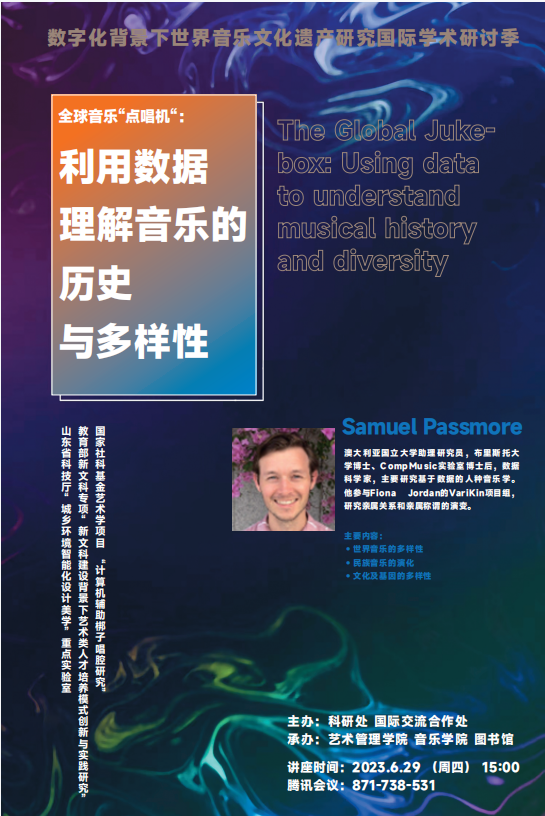 数字化背景下世界音乐文化遗产研究国际学术研讨季
全球音乐“点唱机“：
利用数据
理解音乐的
历史
与多样性
The Global Juke-
box: Using data
to understand
musical history
and diversity
Samuel Passmore
澳大利亚国立大学助理研究员，布里斯托大
学博士、CompMusic实验室博士后，数据
科学家，主要研究基于数据的人种音乐学。
他参与Fiona Jordan的VariKin项目组，
研究亲属关系和亲属称谓的演变。
主要内容：
• 世界音乐的多样性
• 民族音乐的演化
• 文化及基因的多样性
国家社科基金艺术学项目 “计算机辅助梆子唱腔研究”
教育部新文科专项“新文科建设背景下艺术类人才培养模式创新与实践研究”
山东省科技厅“城乡环境智能化设计美学”重点实验室
主办：科研处 国际交流合作处
承办：艺术管理学院 音乐学院 图书馆
讲座时间：2023.6.29 （周四） 15:00
腾讯会议：871-738-531